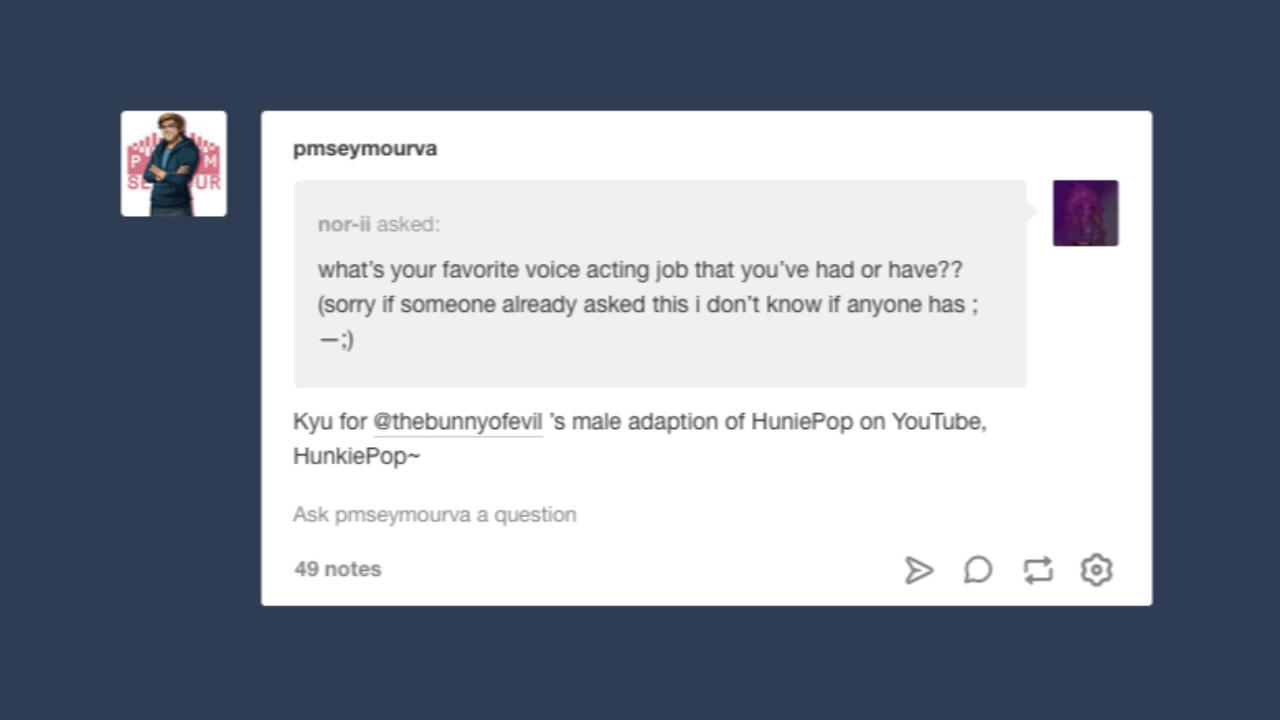 P M
SE UR
pmseymourva
nor-ii asked:
what’s your favorite voice acting job that you’ve had or have??
(sorry if someone already asked this i don’t know if anyone has ;
—;)
Kyu for @thebunnyofevil ’s male adaption of HuniePop on YouTube,
HunkiePop~
Ask pmseymourva a question
49 notes